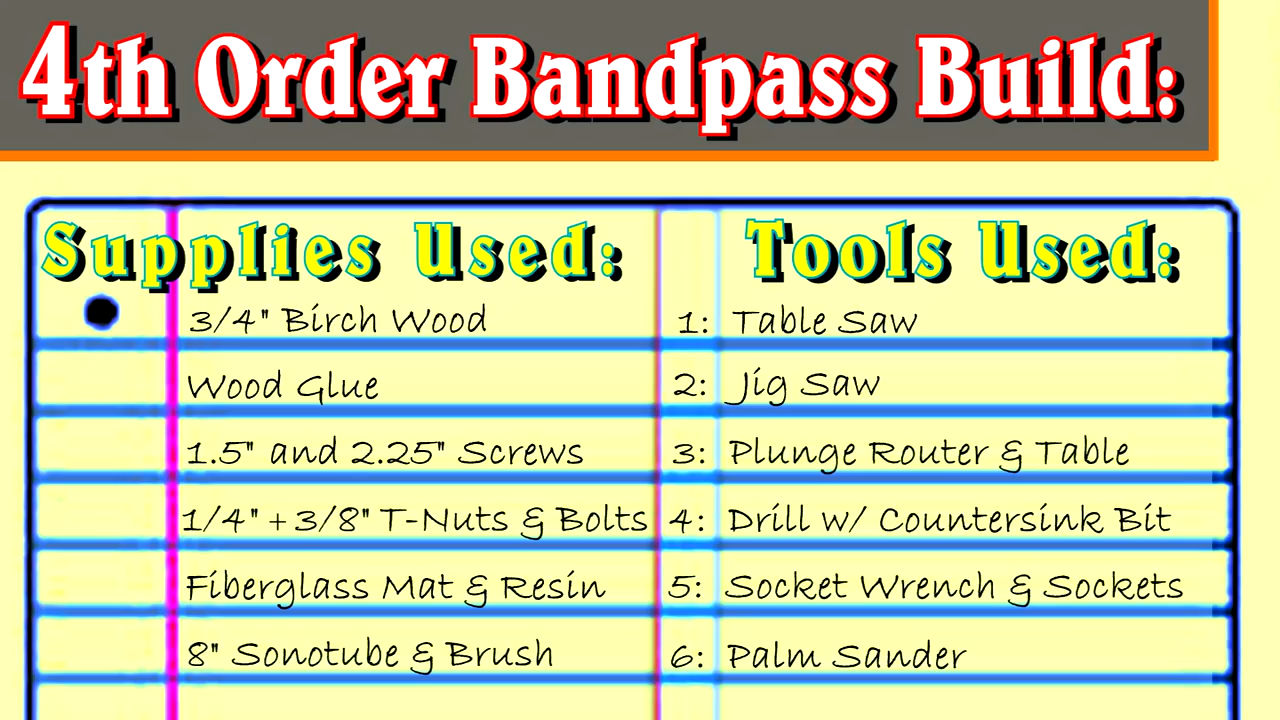 4th Order Bandpass Build:
Supplies Used:
3/4" Birch Wood
Wood Glue
1.5" and 2.25" Screws
1/4" + 3/8" T-Nuts & Bolts
Fiberglass Mat & Resin
8" Sonotube & Brush
Tools Used:
1: Table Saw
2: Jig Saw
3: Plunge Router & Table
4: Drill w/ Countersink Bit
5: Socket Wrench & Sockets
6: Palm Sander